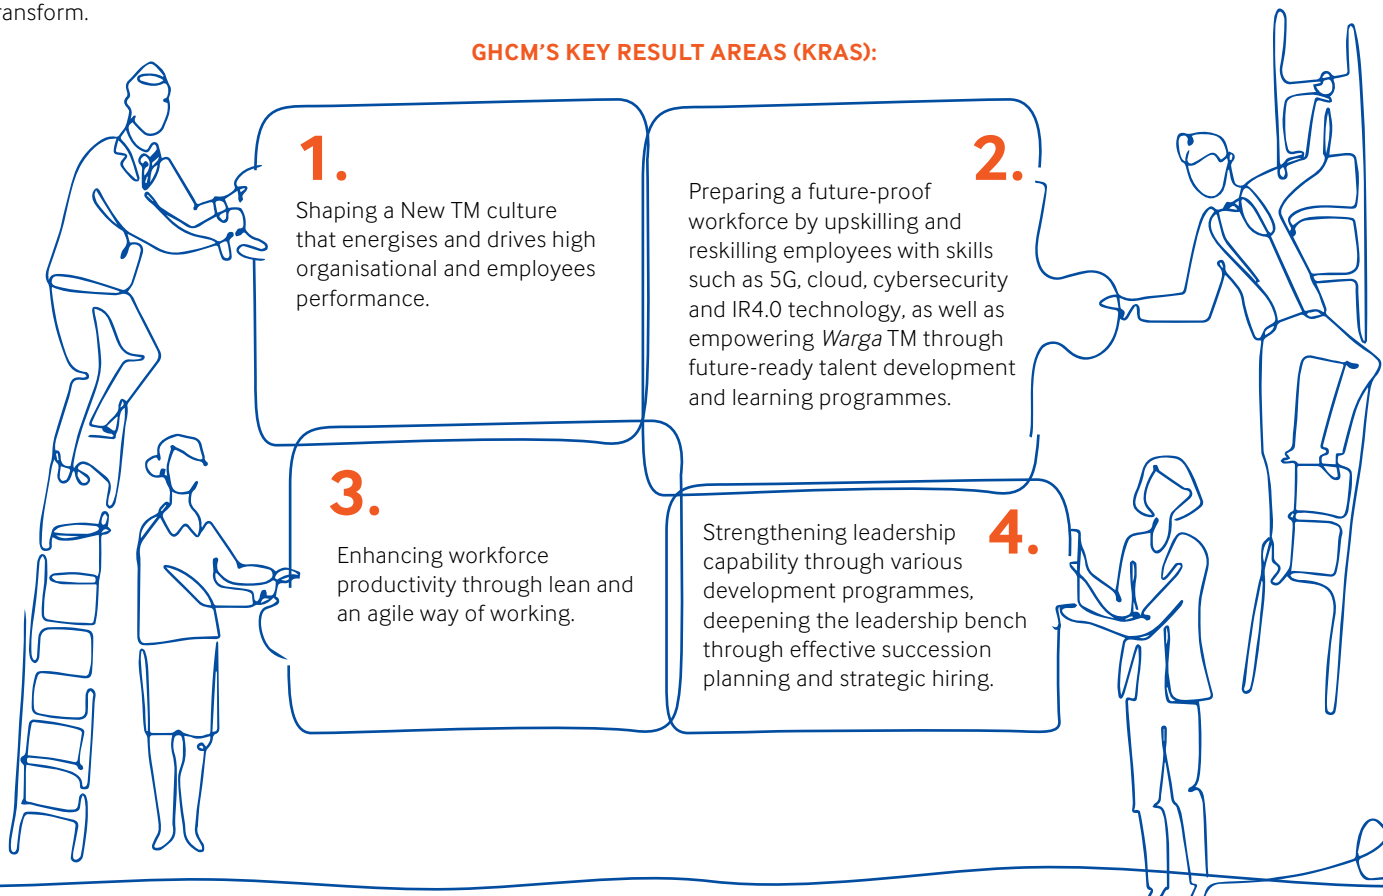 ransform.
GHCM'S KEY RESULT AREAS (KRAS):
1.
Shaping a New TM culture
that energises and drives high
organisational and employees
performance.
2.
Preparing a future-proof
workforce by upskilling and
reskilling employees with skills
such as 5G, cloud, cybersecurity
and IR4.0 technology, as well as
empowering Warga TM through
future-ready talent development
and learning programmes.
3.
Enhancing workforce
productivity through lean and
an agile way of working.
4.
Strengthening leadership
capability through various
development programmes,
deepening the leadership bench
through effective succession
planning and strategic hiring.